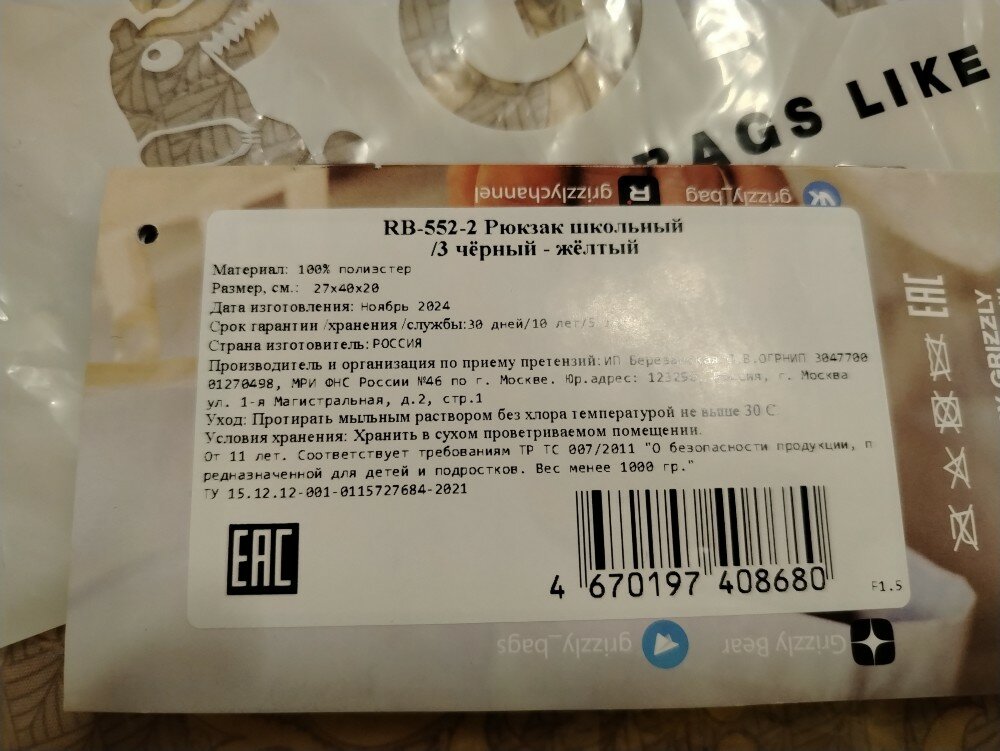 BAGS LIKE
grizzlychannel
grizzly_bag
RB-552-2 Рюкзак школьный
/3 чёрный - жёлтый
Материал: 100% полиэстер
Размер, см.: 27x40x20
Дата изготовления: Ноябрь 2024
Срок гарантии /хранения /службы:30 дней/10 лет/5
Страна изготовитель: РОССИЯ
Производитель и организация по приему претензий: ИП В.ОГРНИП 3047700
01270498, МРИ ФНС России №46 по г. Москве. Юр.адрес: Россия, г. Москва
ул. 1-я Магистральная, д.2, стр.1
Уход: Протирать мыльным раствором без хлора температурой не выше 30 С
Условия хранения: Хранить в сухом проветриваемом помещении.
От 11 лет. Соответствует требованиям ТР ТС 007/2011 "О безопасности продукции, п
редназначенной для детей и подростков. Вес менее 1000 гр."
ТУ 15.12.12-001-0115727684-2021
EAC
4 670197 408680
F1.5
EAC
GRIZZLY
grizzly_bags
Grizzly Bear